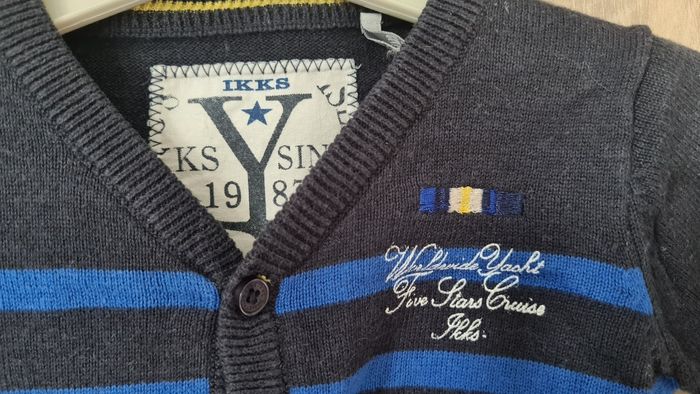 IKKS
Y
KS SIN
19 87
Worldwide Yacht
Five Stars Cruise
Ikks.